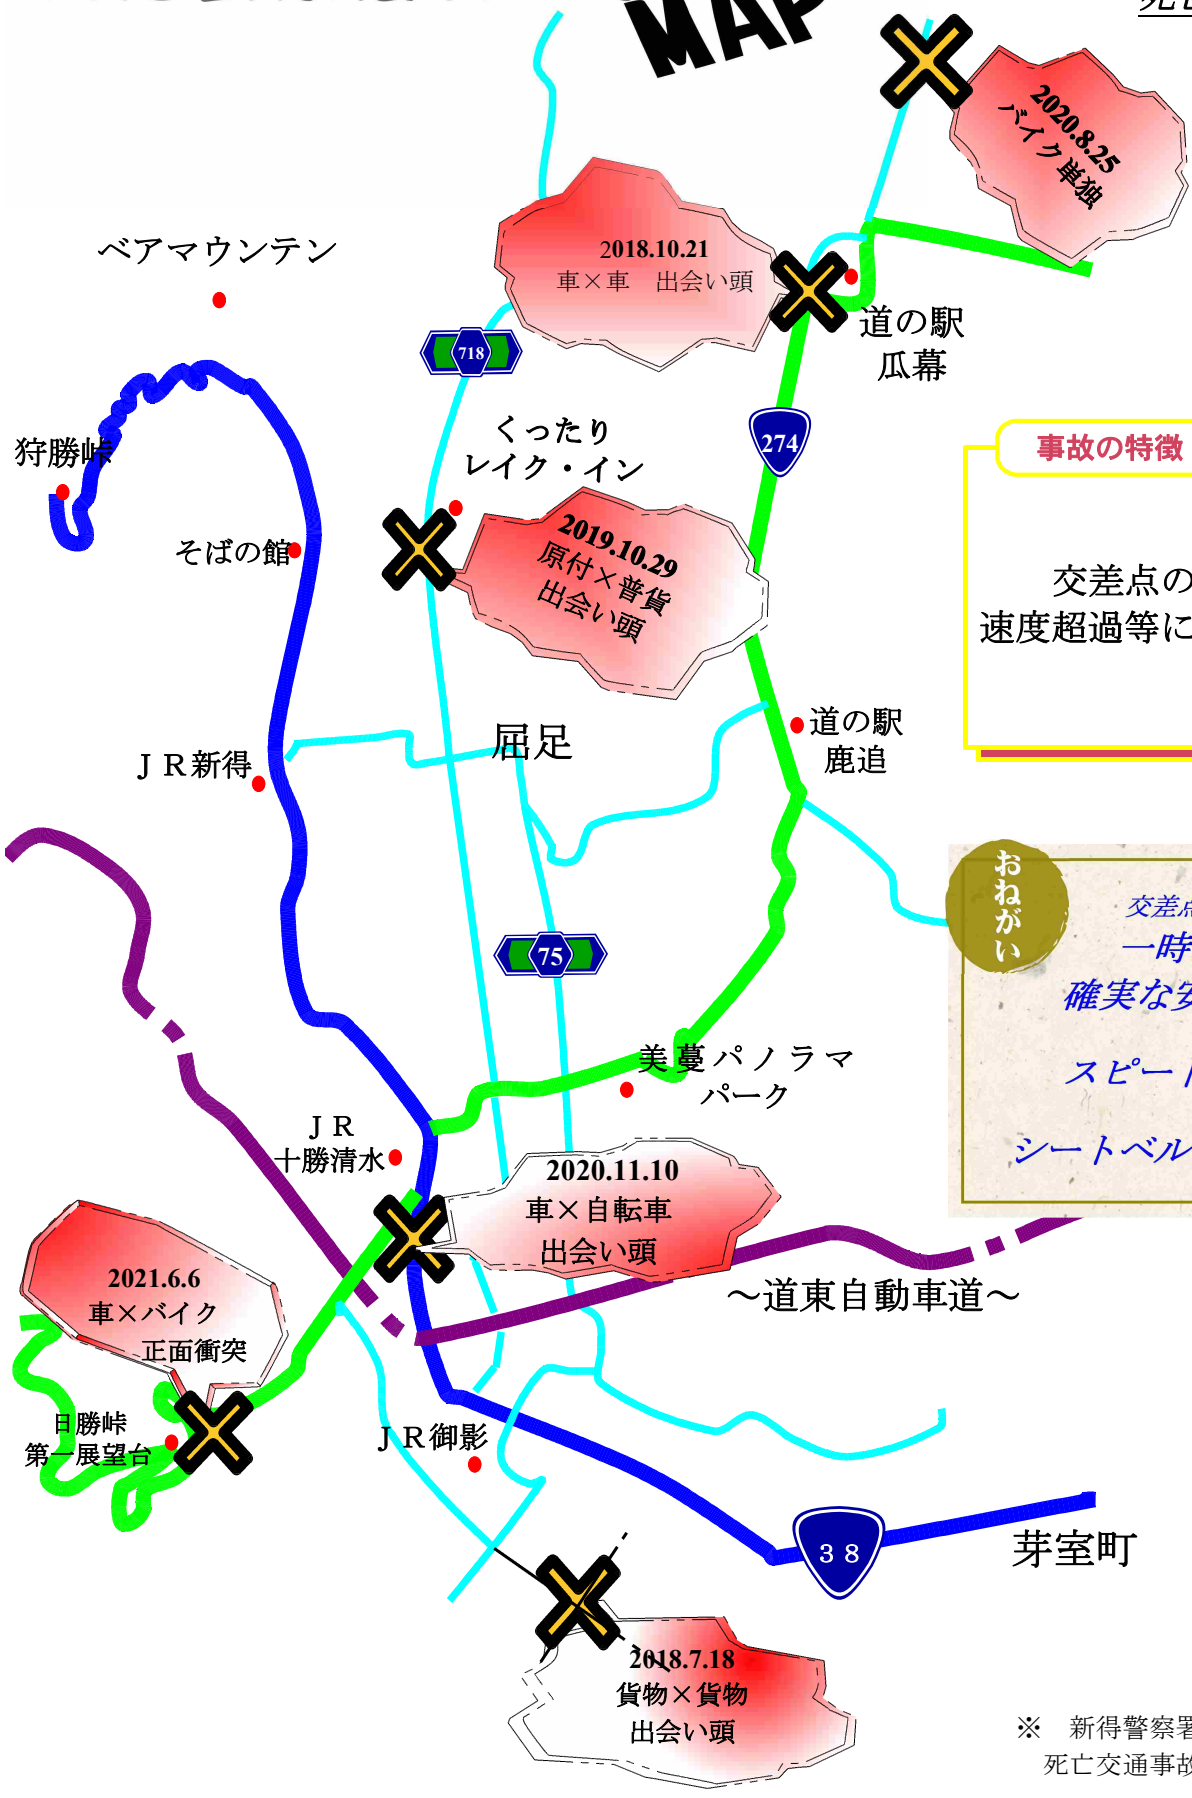 MAP
2020.8.25
バイク単独
2018.10.21
車×車　出会い頭
ベアマウンテン
道の駅
瓜幕
718
274
くったり
レイク・イン
狩勝峠
事故の特徴
2019.10.29
原付×普貨
出会い頭
そばの館
交差点の
速度超過等に
屈足
道の駅
鹿追
ＪＲ新得
おねがい
交差点
一時
確実な安
スピード
シートベル
75
美蔓パノラマ
パーク
ＪＲ
十勝清水
2020.11.10
車×自転車
出会い頭
2021.6.6
車×バイク
正面衝突
～道東自動車道～
日勝峠
第一展望台
ＪＲ御影
３８
芽室町
2018.7.18
貨物×貨物
出会い頭
※　新得警察署
死亡交通事故